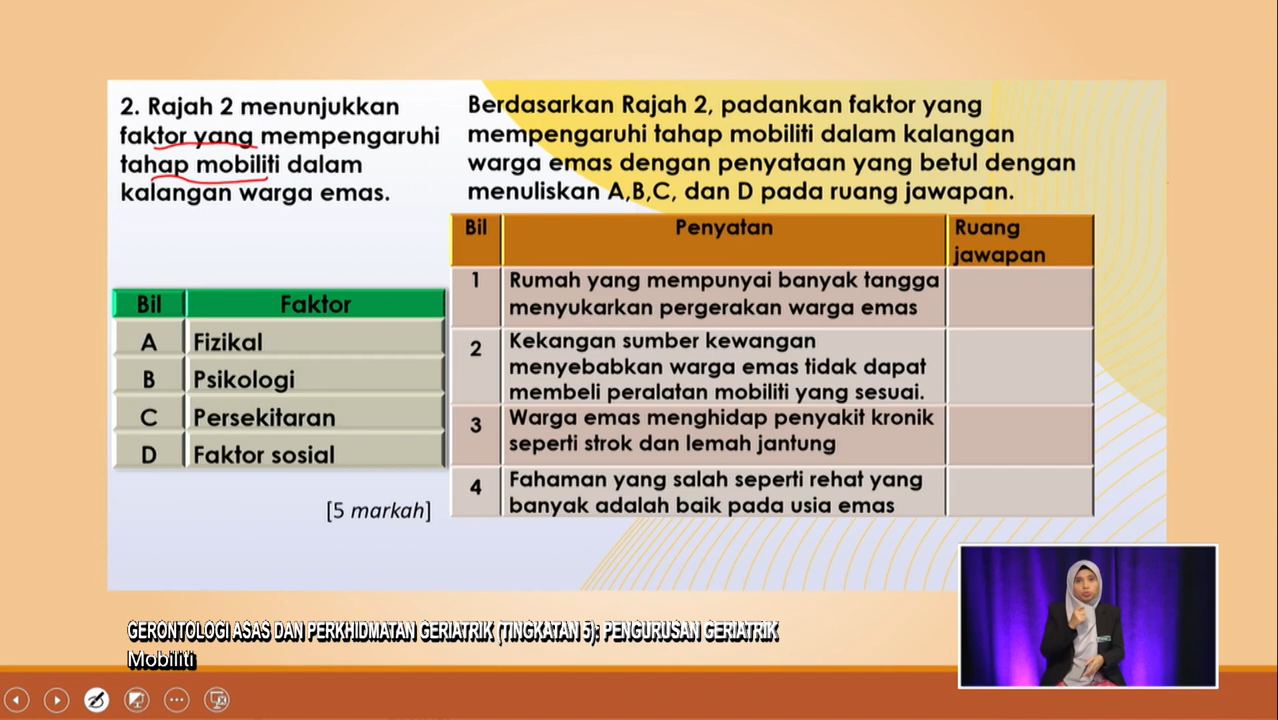 2. Rajah 2 menunjukkan
faktor yang mempengaruhi
tahap mobiliti dalam
kalangan warga emas.
Bil Faktor
A Fizikal
B Psikologi
C Persekitaran
D Faktor sosial
[5 markah]
Berdasarkan Rajah 2, padankan faktor yang
mempengaruhi tahap mobiliti dalam kalangan
warga emas dengan penyataan yang betul dengan
menuliskan A,B,C, dan D pada ruang jawapan.
Bil Penyatan Ruang
jawapan
1 Rumah yang mempunyai banyak tangga
menyukarkan pergerakan warga emas
2 Kekangan sumber kewangan
menyebabkan warga emas tidak dapat
membeli peralatan mobiliti yang sesuai.
3 Warga emas menghidap penyakit kronik
seperti strok dan lemah jantung
4 Fahaman yang salah seperti rehat yang
banyak adalah baik pada usia emas
GERONTOLOGI ASAS DAN PERKHIDMATAN GERIATRIK (TINGKATAN 5): PENGURUSAN GERIATRIK
Mobiliti